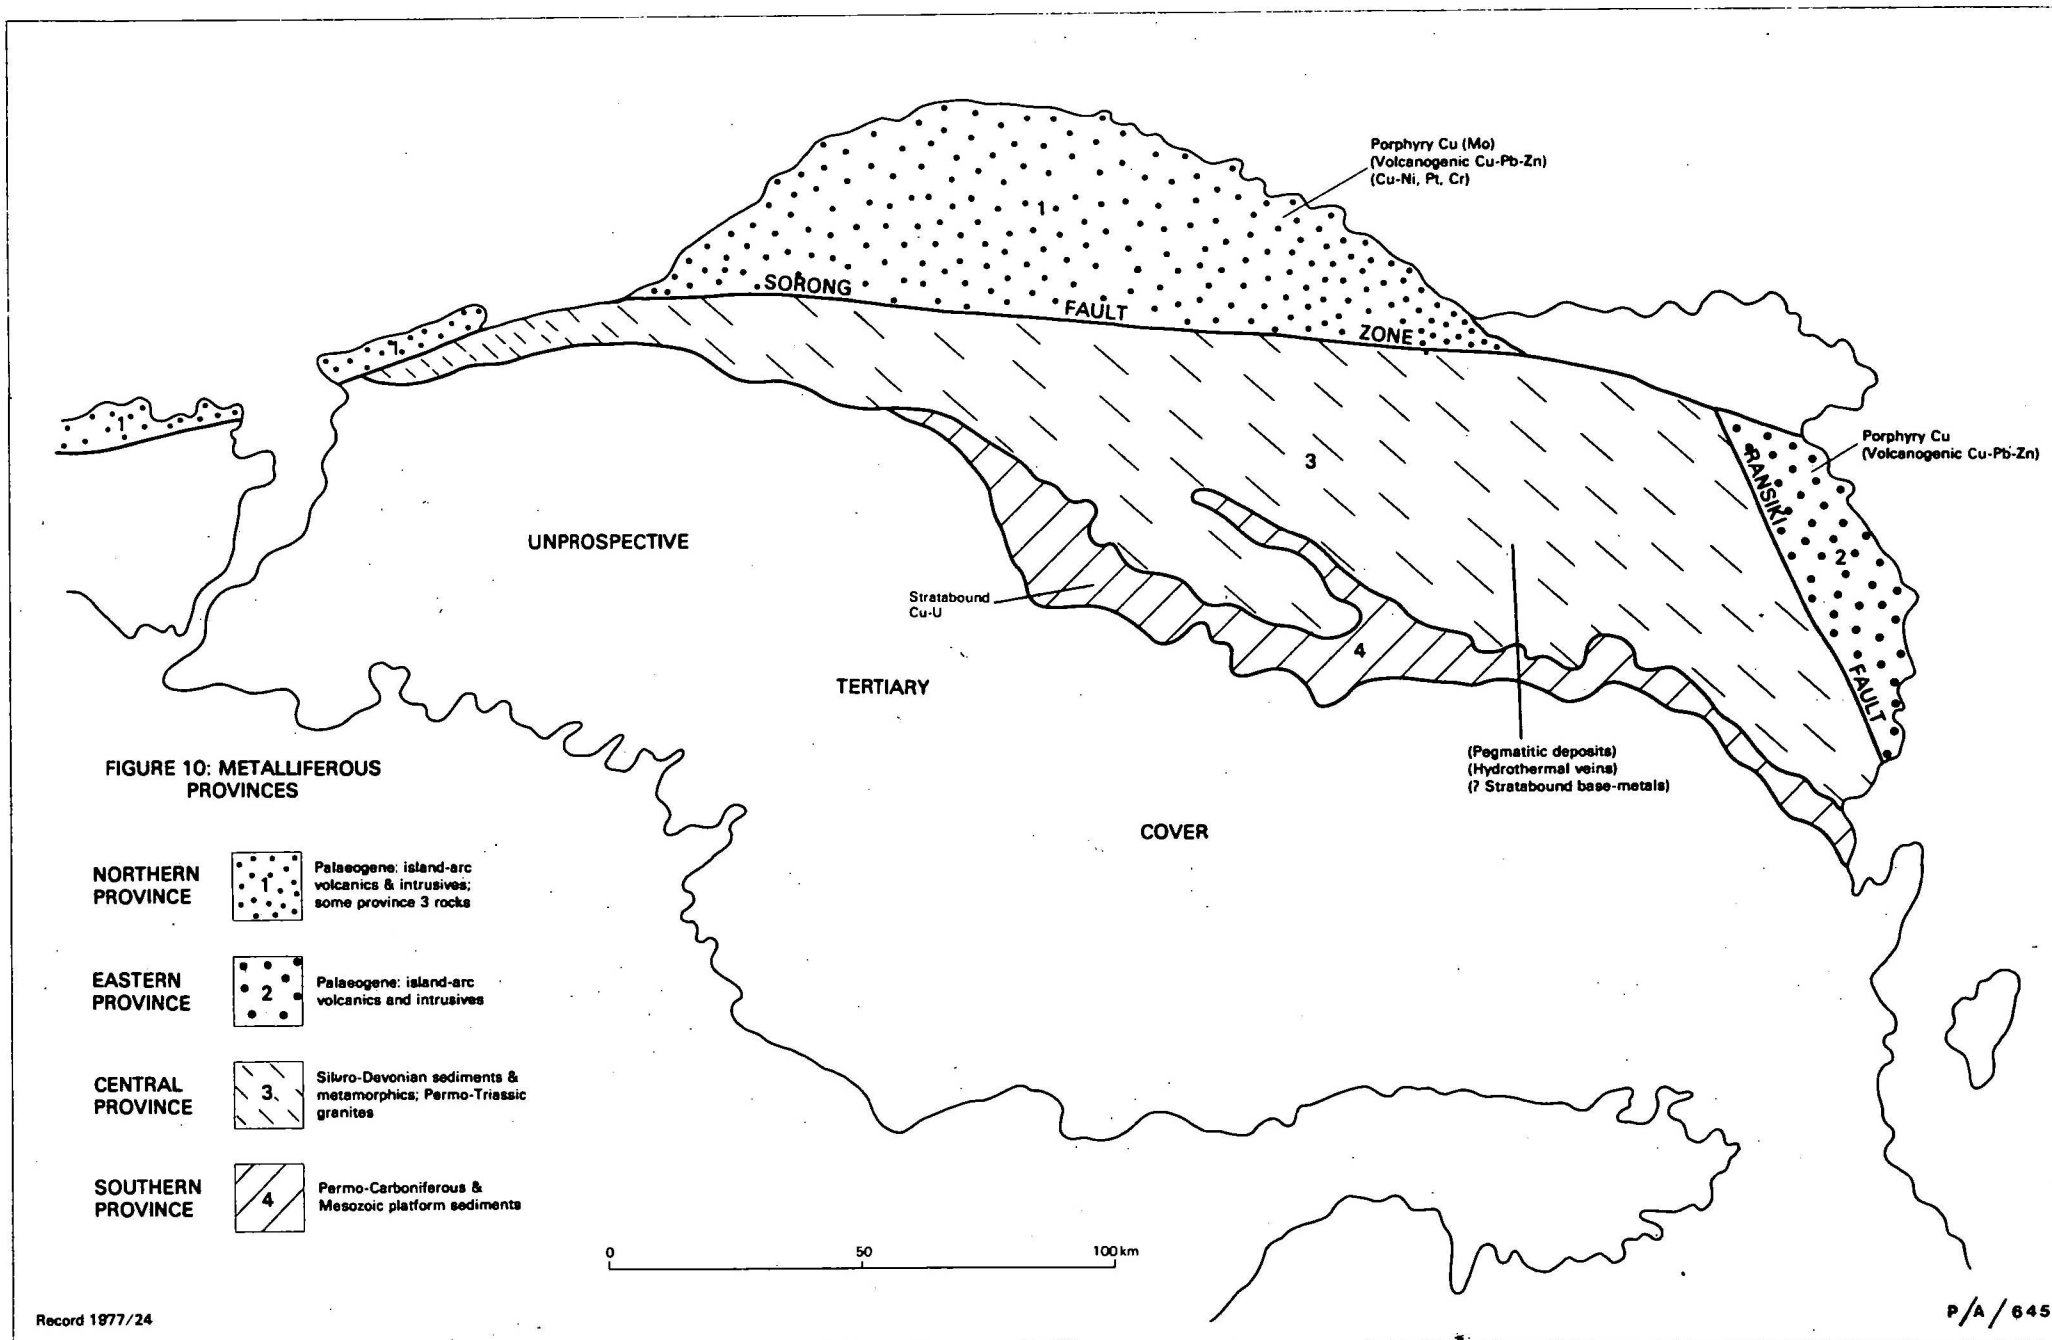 Porphyry Cu (Mo)
(Volcanogenic Cu-Pb-Zn)
(Cu-Ni, Pt, Cr)
1
SORONG FAULT ZONE
1
1
Porphyry Cu
(Volcanogenic Cu-Pb-Zn)
3
RANSIKI FAULT
2
UNPROSPECTIVE
Stratabound
Cu-U
4
TERTIARY
(Pegmatitic deposits)
(Hydrothermal veins)
(? Stratabound base-metals)
COVER
FIGURE 10: METALLIFEROUS
PROVINCES
NORTHERN
PROVINCE
1
Palaeogene: island-arc
volcanics & intrusives;
some province 3 rocks
EASTERN
PROVINCE
2
Palaeogene: island-arc
volcanics and intrusives
CENTRAL
PROVINCE
3
Siluro-Devonian sediments &
metamorphics; Permo-Triassic
granites
SOUTHERN
PROVINCE
4
Permo-Carboniferous &
Mesozoic platform sediments
0 50 100 km
Record 1977/24
P/A/645